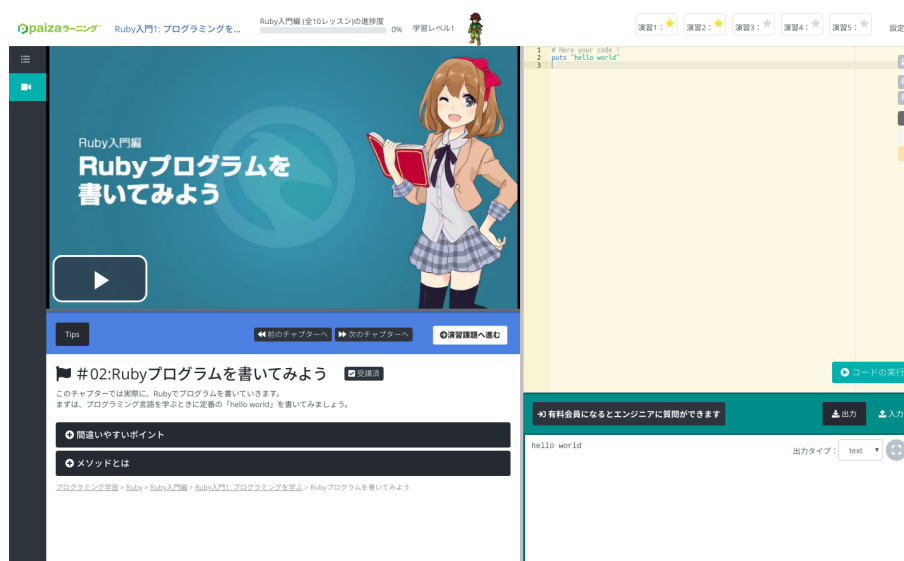 paizaラーニング Ruby入門1: プログラミングを... Ruby入門編 (全10レッスン)の進捗度 0% 学習レベル1 演習1： 演習2： 演習3： 演習4： 演習5： 設定
Ruby入門編
Rubyプログラムを
書いてみよう
Tips 前のチャプターへ 次のチャプターへ 演習課題へ進む
＃02:Rubyプログラムを書いてみよう 受講済
このチャプターでは実際に、Rubyでプログラムを書いていきます。
まずは、プログラミング言語を学ぶときに定番の「hello world」を書いてみましょう。
間違いやすいポイント
メソッドとは
プログラミング学習 > Ruby > Ruby入門編 > Ruby入門1: プログラミングを学ぶ > Rubyプログラムを書いてみよう
1 # Here your code !
2 puts "hello world"
3
コードの実行
有料会員になるとエンジニアに質問ができます 出力 入力
hello world
出力タイプ： text